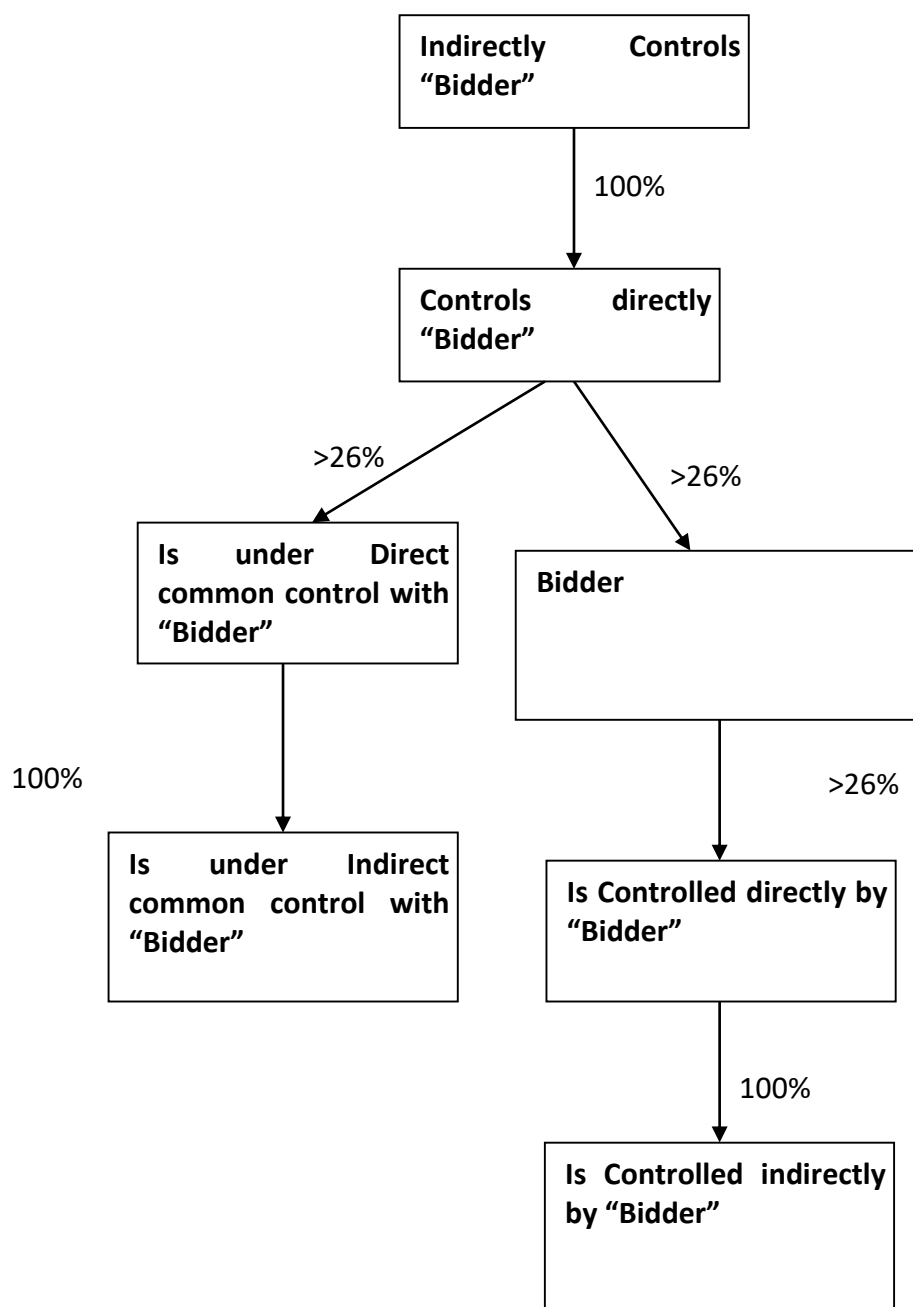 Indirectly Controls
“Bidder”
100%
Controls directly
“Bidder”
>26%
>26%
Is under Direct
common control with
“Bidder”
Bidder
100%
>26%
Is under Indirect
common control with
“Bidder”
Is Controlled directly by
“Bidder”
100%
Is Controlled indirectly
by “Bidder”